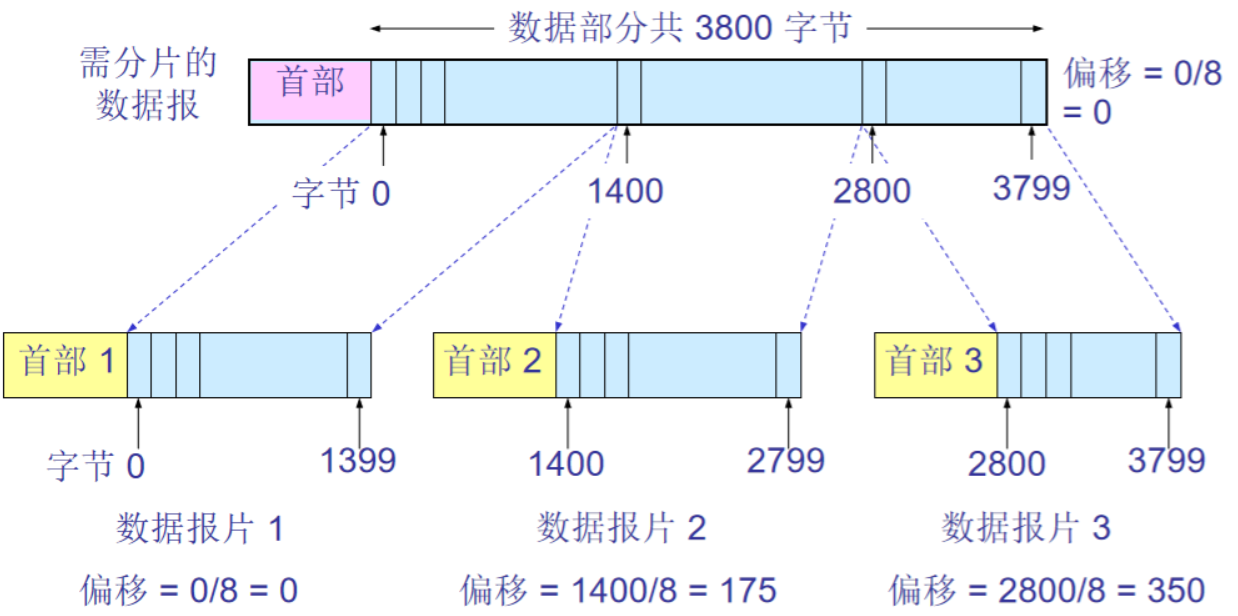 数据部分共 3800 字节
需分片的
数据报
首部
偏移 = 0/8
= 0
字节 0
1400
2800
3799
首部 1
首部 2
首部 3
字节 0
1399
1400
2799
2800
3799
数据报片 1
数据报片 2
数据报片 3
偏移 = 0/8 = 0
偏移 = 1400/8 = 175
偏移 = 2800/8 = 350